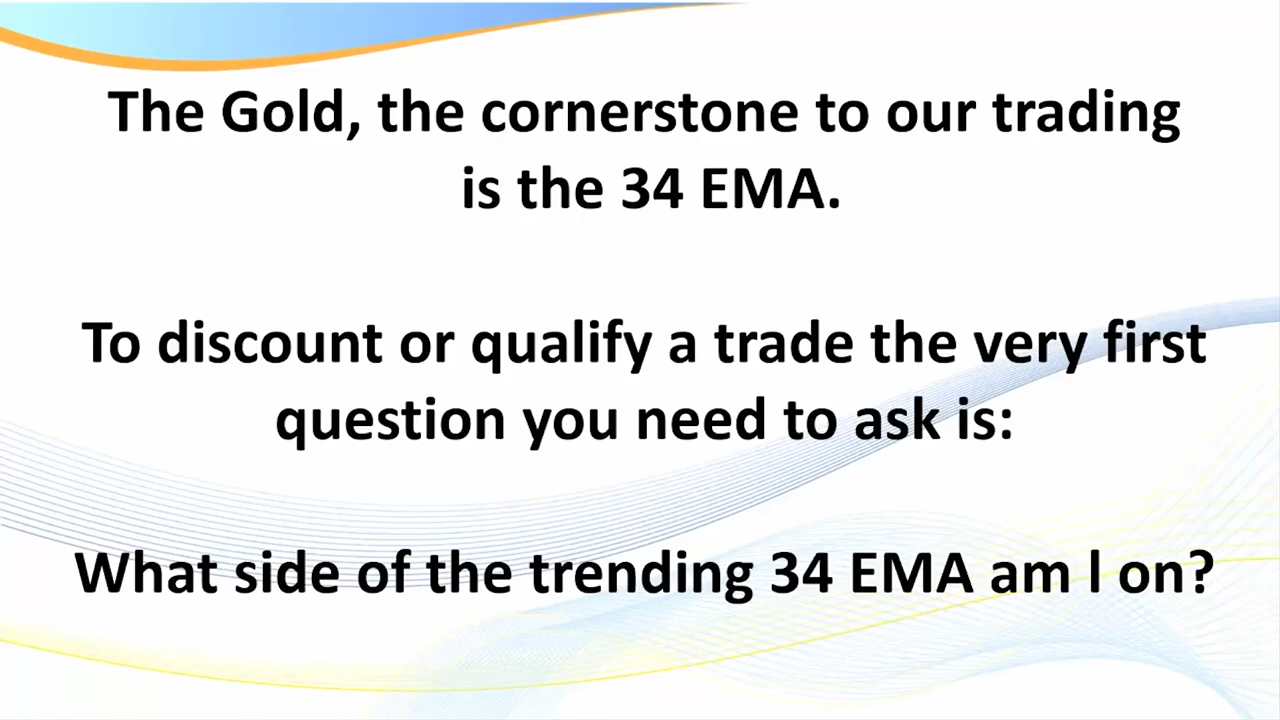 The Gold, the cornerstone to our trading
is the 34 EMA.
To discount or qualify a trade the very first
question you need to ask is:
What side of the trending 34 EMA am l on?